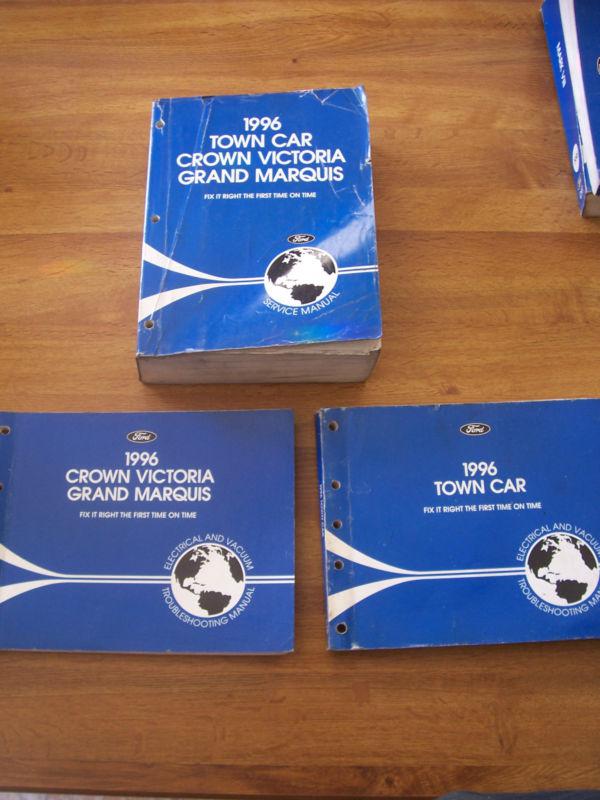 1996
TOWN CAR
CROWN VICTORIA
GRAND MARQUIS
FIX IT RIGHT THE FIRST TIME ON TIME
Ford
SERVICE MANUAL
MARK VIII
Ford
1996
CROWN VICTORIA
GRAND MARQUIS
FIX IT RIGHT THE FIRST TIME ON TIME
ELECTRICAL AND VACUUM
TROUBLESHOOTING MANUAL
Ford
1996
TOWN CAR
FIX IT RIGHT THE FIRST TIME ON TIME
ELECTRICAL AND VACUUM
TROUBLESHOOTING MANUAL